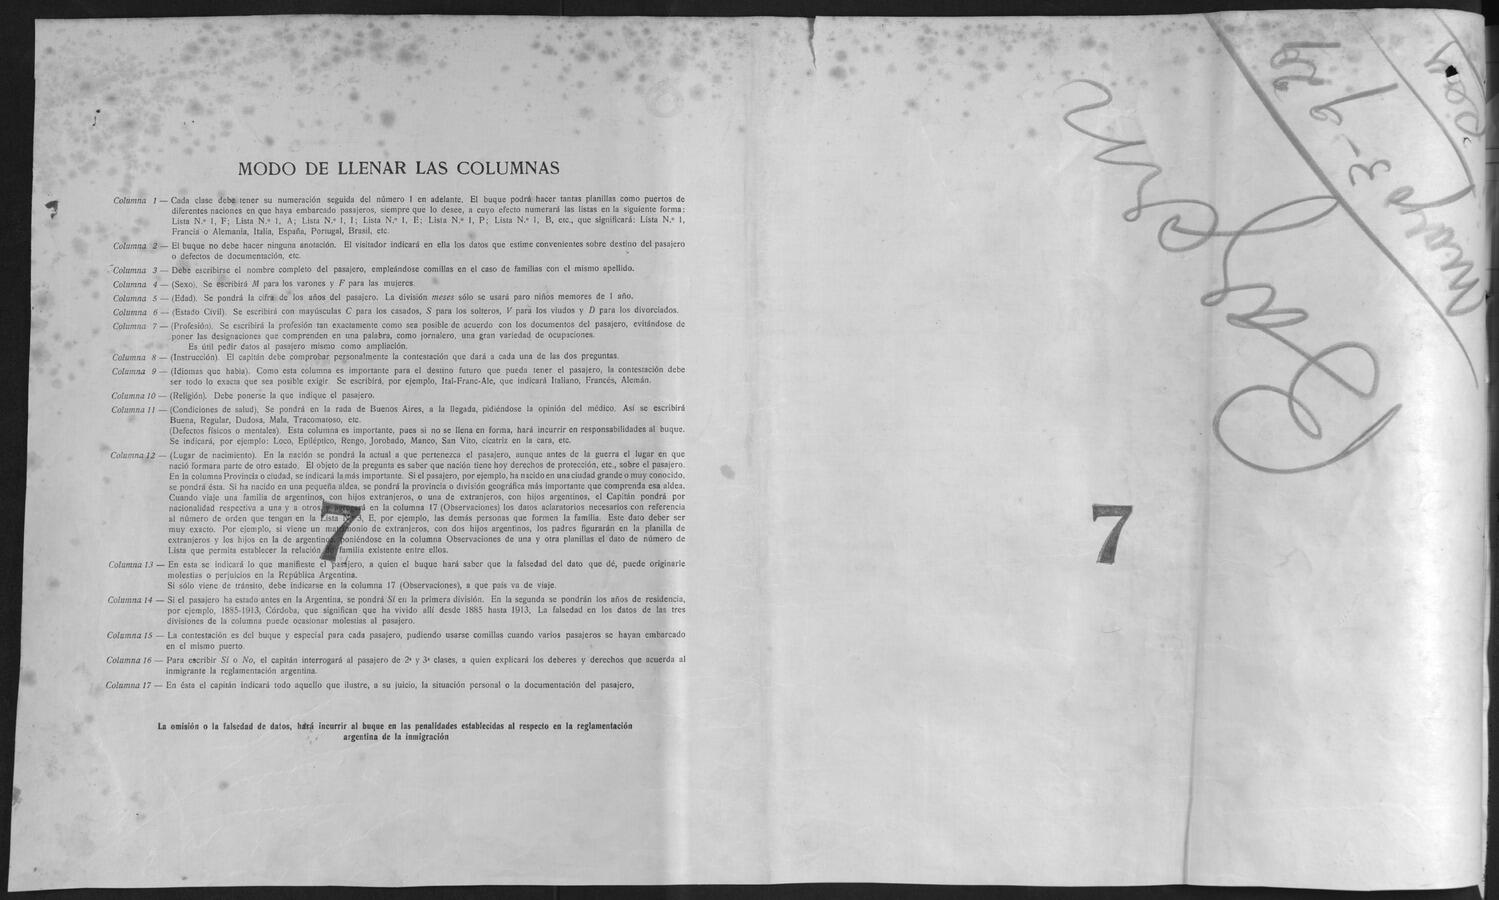 MODO DE LLENAR LAS COLUMNAS
Columna 1 — Cada clase debe tener su numeración seguida del número 1 en adelante. El buque podrá hacer tantas planillas como puertos de
diferentes naciones en que haya embarcado pasajeros, siempre que lo desee, a cuyo efecto numerará las listas en la siguiente forma:
Lista N.º 1, F; Lista N.º 1, A; Lista N.º 1, I; Lista N.º 1, E; Lista N.º 1, P; Lista N.º 1, B, etc., que significará: Lista N.º 1,
Francia o Alemania, Italia, España, Portugal, Brasil, etc.
Columna 2 — El buque no debe hacer ninguna anotación. El visitador indicará en ella los datos que estime convenientes sobre destino del pasajero
o defectos de documentación, etc.
Columna 3 — Debe escribirse el nombre completo del pasajero, empleándose comillas en el caso de familias con el mismo apellido.
Columna 4 — (Sexo). Se escribirá M para los varones y F para las mujeres.
Columna 5 — (Edad). Se pondrá la cifra de los años del pasajero. La división meses sólo se usará paro niños memores de 1 año.
Columna 6 — (Estado Civil). Se escribirá con mayúsculas C para los casados, S para los solteros, V para los viudos y D para los divorciados.
Columna 7 — (Profesión). Se escribirá la profesión tan exactamente como sea posible de acuerdo con los documentos del pasajero, evitándose de
poner las designaciones que comprenden en una palabra, como jornalero, una gran variedad de ocupaciones.
Es útil pedir datos al pasajero mismo como ampliación.
Columna 8 — (Instrucción). El capitán debe comprobar personalmente la contestación que dará a cada una de las dos preguntas.
Columna 9 — (Idiomas que habla). Como esta columna es importante para el destino futuro que pueda tener el pasajero, la contestación debe
ser todo lo exacta que sea posible exigir. Se escribirá, por ejemplo, Ital-Franc-Ale, que indicará Italiano, Francés, Alemán.
Columna 10 — (Religión). Debe ponerse la que indique el pasajero.
Columna 11 — (Condiciones de salud). Se pondrá en la rada de Buenos Aires, a la llegada, pidiéndose la opinión del médico. Así se escribirá
Buena, Regular, Dudosa, Mala, Tracomatoso, etc.
(Defectos físicos o mentales). Esta columna es importante, pues si no se llena en forma, hará incurrir en responsabilidades al buque.
Se indicará, por ejemplo: Loco, Epiléptico, Rengo, Jorobado, Manco, San Vito, cicatriz en la cara, etc.
Columna 12 — (Lugar de nacimiento). En la nación se pondrá la actual a que pertenezca el pasajero, aunque antes de la guerra el lugar en que
nació formara parte de otro estado. El objeto de la pregunta es saber que nación tiene hoy derechos de protección, etc., sobre el pasajero.
En la columna Provincia o ciudad, se indicará la más importante. Si el pasajero, por ejemplo, ha nacido en una ciudad grande o muy conocido,
se pondrá ésta. Si ha nacido en una pequeña aldea, se pondrá la provincia o división geográfica más importante que comprenda esa aldea.
Cuando viaje una familia de argentinos, con hijos extranjeros, o una de extranjeros, con hijos argentinos, el Capitán pondrá por
nacionalidad respectiva a una y a otros, y en la columna 17 (Observaciones) los datos aclaratorios necesarios con referencia
al número de orden que tengan en la Lista 3, E, por ejemplo, las demás personas que formen la familia. Este dato deber ser
muy exacto. Por ejemplo, si viene un matrimonio de extranjeros, con dos hijos argentinos, los padres figurarán en la planilla de
extranjeros y los hijos en la de argentinos, poniéndose en la columna Observaciones de una y otra planillas el dato de número de
Lista que permita establecer la relación de familia existente entre ellos.
Columna 13 — En esta se indicará lo que manifieste el pasajero, a quien el buque hará saber que la falsedad del dato que dé, puede originarle
molestias o perjuicios en la República Argentina.
Si sólo viene de tránsito, debe indicarse en la columna 17 (Observaciones), a que país va de viaje.
Columna 14 — Si el pasajero ha estado antes en la Argentina, se pondrá Sí en la primera división. En la segunda se pondrán los años de residencia,
por ejemplo, 1885-1913, Córdoba, que significan que ha vivido allí desde 1885 hasta 1913. La falsedad en los datos de las tres
divisiones de la columna puede ocasionar molestias al pasajero.
Columna 15 — La contestación es del buque y especial para cada pasajero, pudiendo usarse comillas cuando varios pasajeros se hayan embarcado
en el mismo puerto.
Columna 16 — Para escribir Sí o No, el capitán interrogará al pasajero de 2ª y 3ª clases, a quien explicará los deberes y derechos que acuerda al
inmigrante la reglamentación argentina.
Columna 17 — En ésta el capitán indicará todo aquello que ilustre, a su juicio, la situación personal o la documentación del pasajero,
La omisión o la falsedad de datos, hará incurrir al buque en las penalidades establecidas al respecto en la reglamentación
argentina de la inmigración
7
7